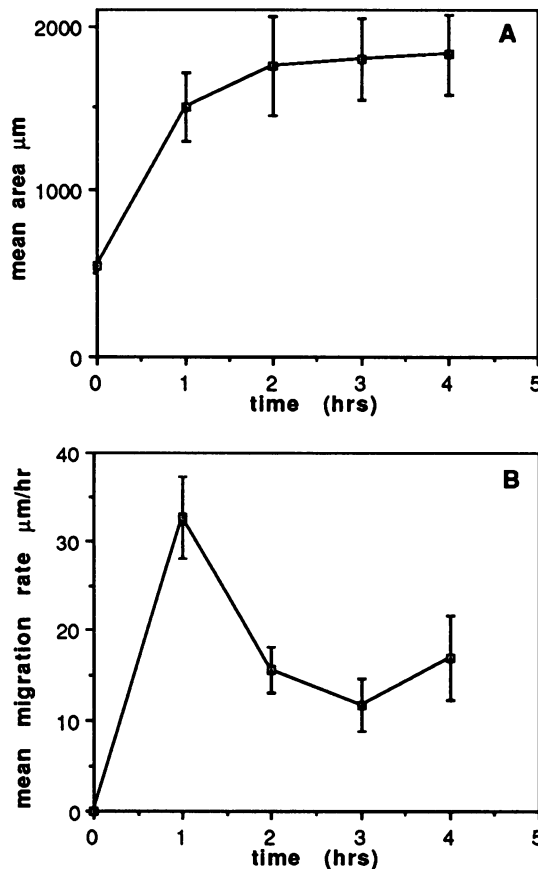 A
2000
1000
0
mean area µm
0 1 2 3 4 5
time (hrs)
B
40
30
20
10
0
mean migration rate µm/hr
0 1 2 3 4 5
time (hrs)